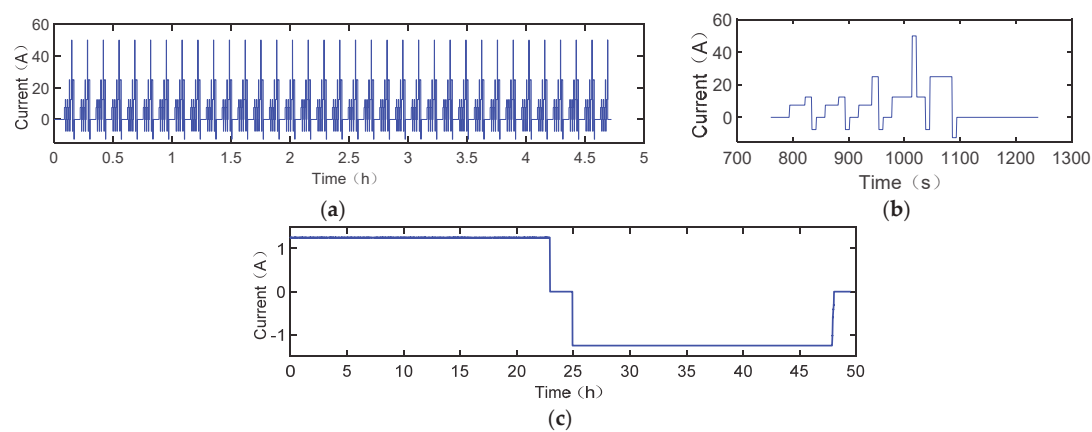 60
40
20
0
Current（A）
0 0.5 1 1.5 2 2.5 3 3.5 4 4.5 5
Time（h）
(a)
60
40
20
0
Current（A）
700 800 900 1000 1100 1200 1300
Time（s）
(b)
1
0
-1
Current（A）
0 5 10 15 20 25 30 35 40 45 50
Time（h）
(c)